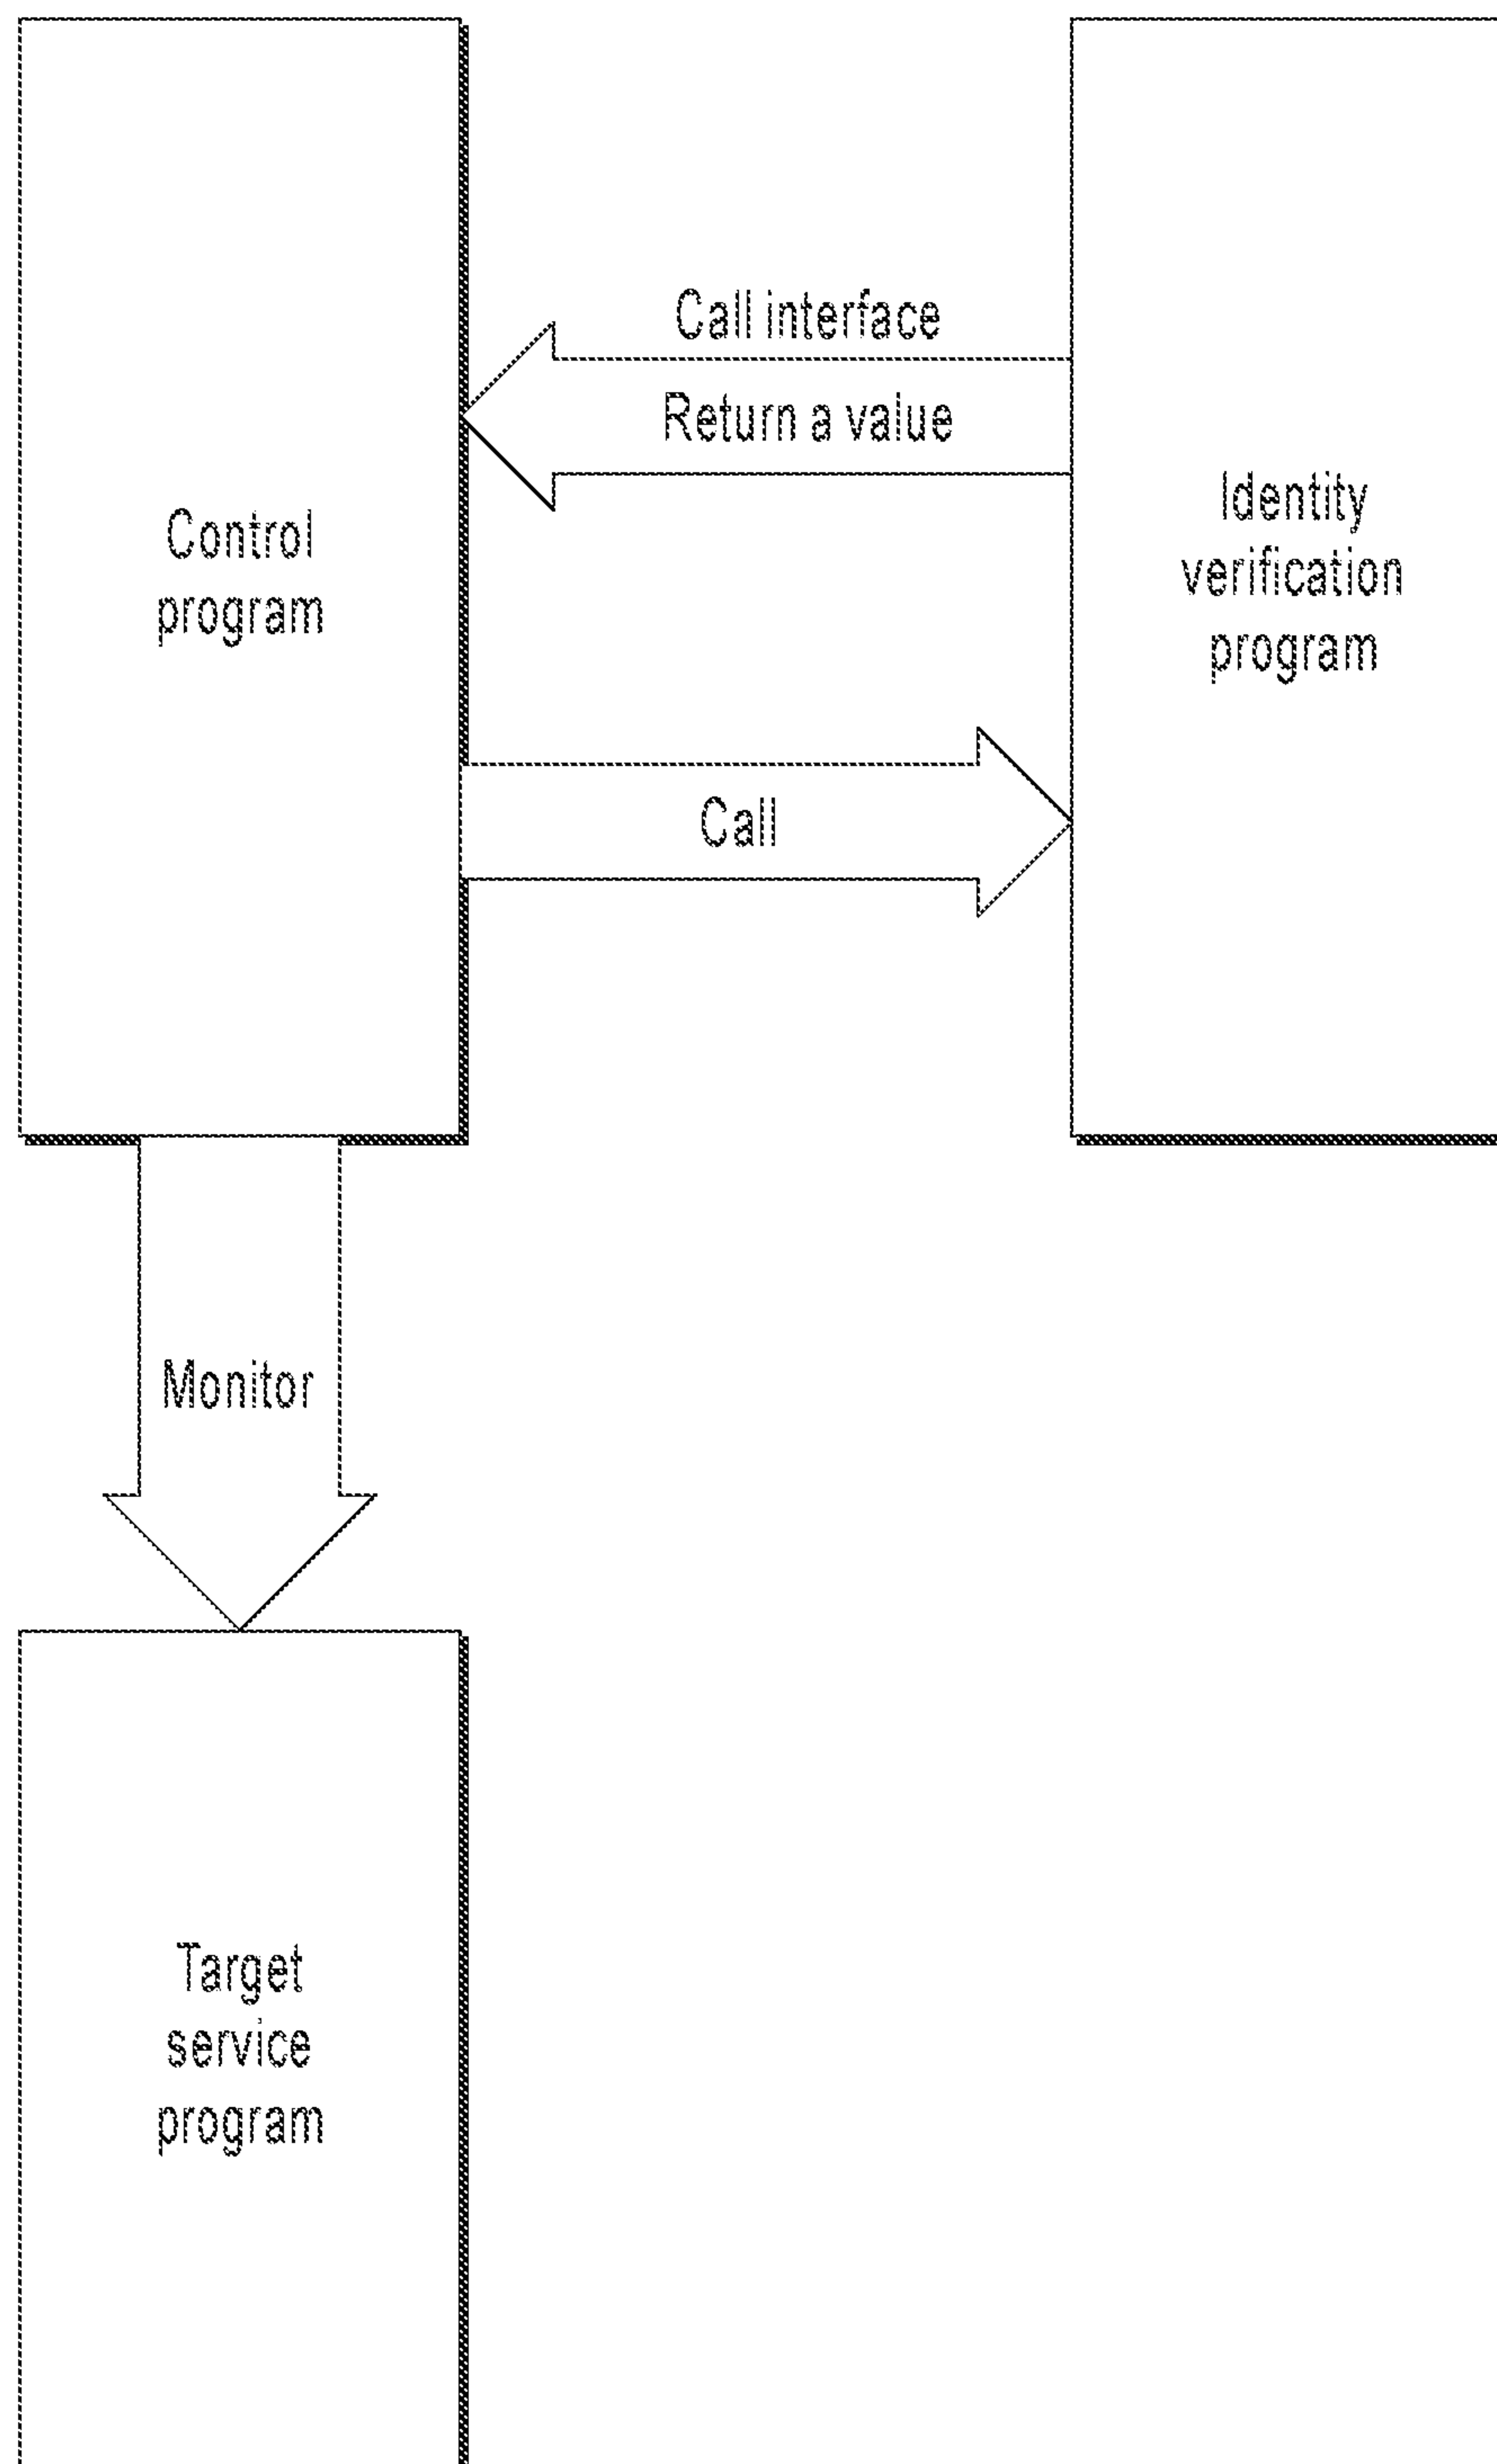 Call interface
Return a value
Control
program
Identity
verification
program
Call
Monitor
Target
service
program